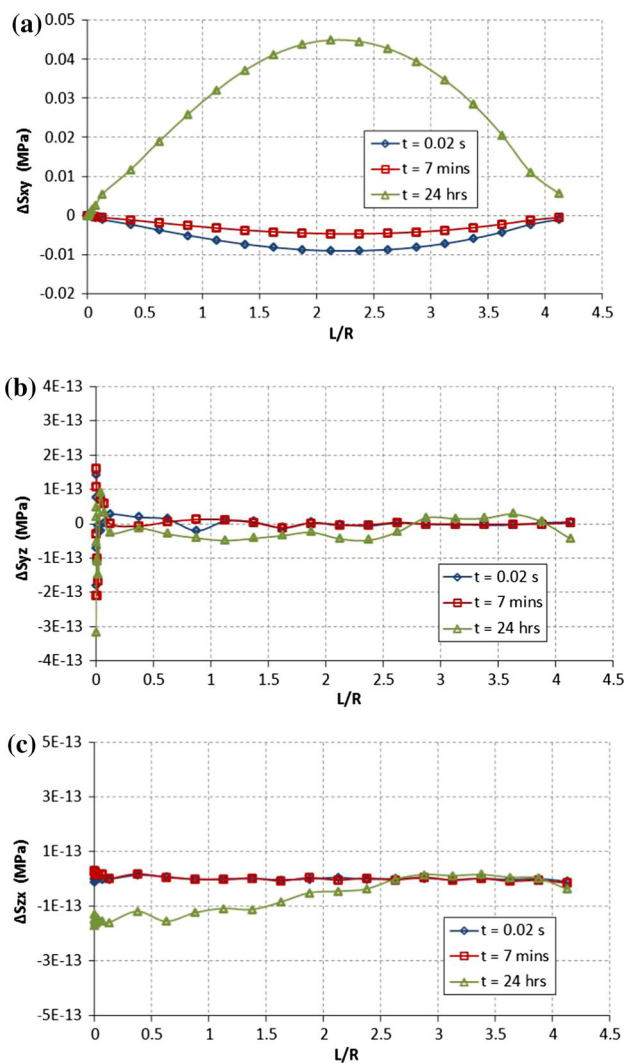 (a)
0.05
0.04
0.03
0.02
0.01
0
-0.01
0.02
ΔSxy (MPa)
t = 0.02 s
t = 7 mins
t = 24 hrs
0 0.5 1 1.5 2 2.5 3 3.5 4 4.5
L/R
(b)
4E-13
3E-13
2E-13
1E-13
0
-1E-13
-2E-13
-3E-13
-4E-13
ΔSyz (MPa)
t = 0.02 s
t = 7 mins
t = 24 hrs
0 0.5 1 1.5 2 2.5 3 3.5 4 4.5
L/R
(c)
5E-13
3E-13
1E-13
-1E-13
-3E-13
-5E-13
ΔSzx (MPa)
t = 0.02 s
t = 7 mins
t = 24 hrs
0 0.5 1 1.5 2 2.5 3 3.5 4 4.5
L/R